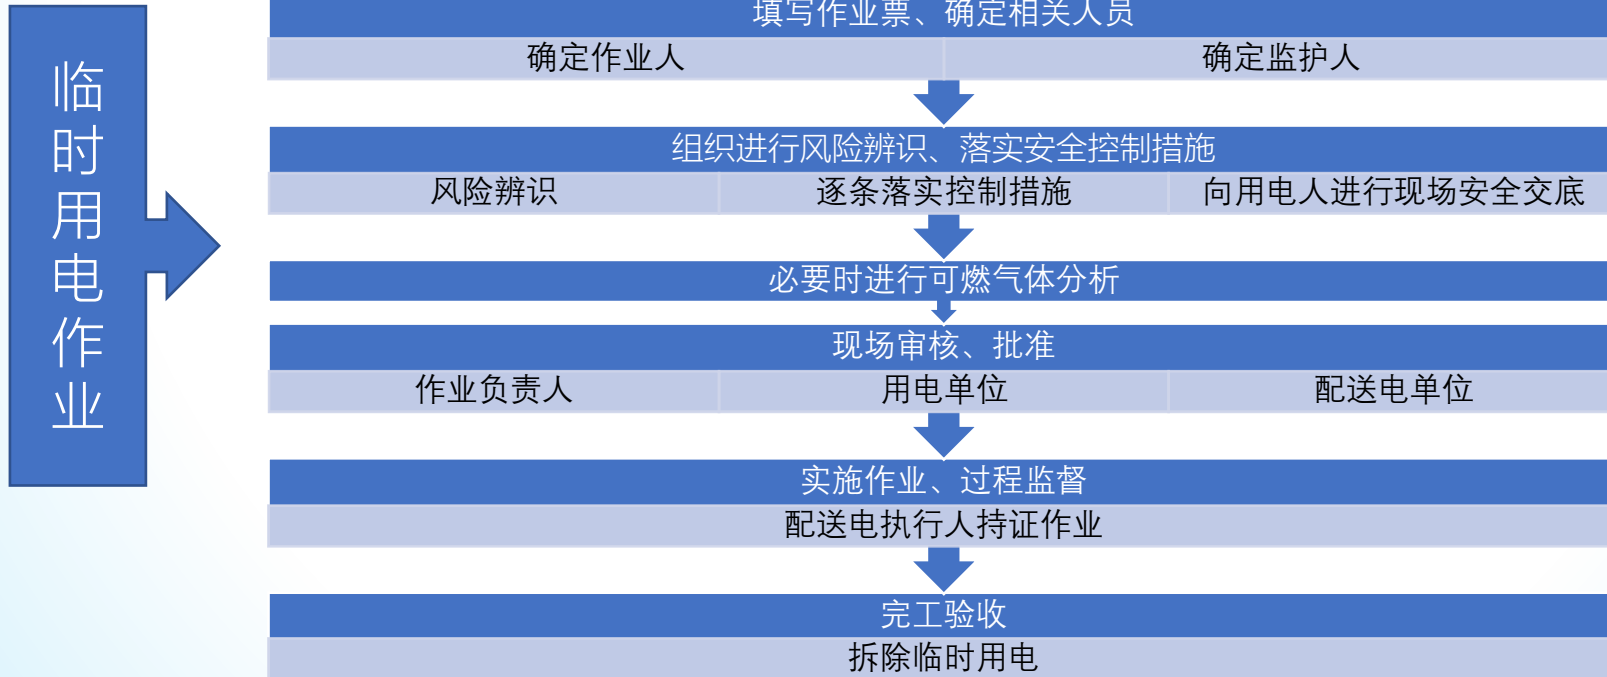 临时用电作业
填写作业票、确定相关人员
确定作业人
确定监护人
组织进行风险辨识、落实安全控制措施
风险辨识
逐条落实控制措施
向用电人进行现场安全交底
必要时进行可燃气体分析
现场审核、批准
作业负责人
用电单位
配送电单位
实施作业、过程监督
配送电执行人持证作业
完工验收
拆除临时用电